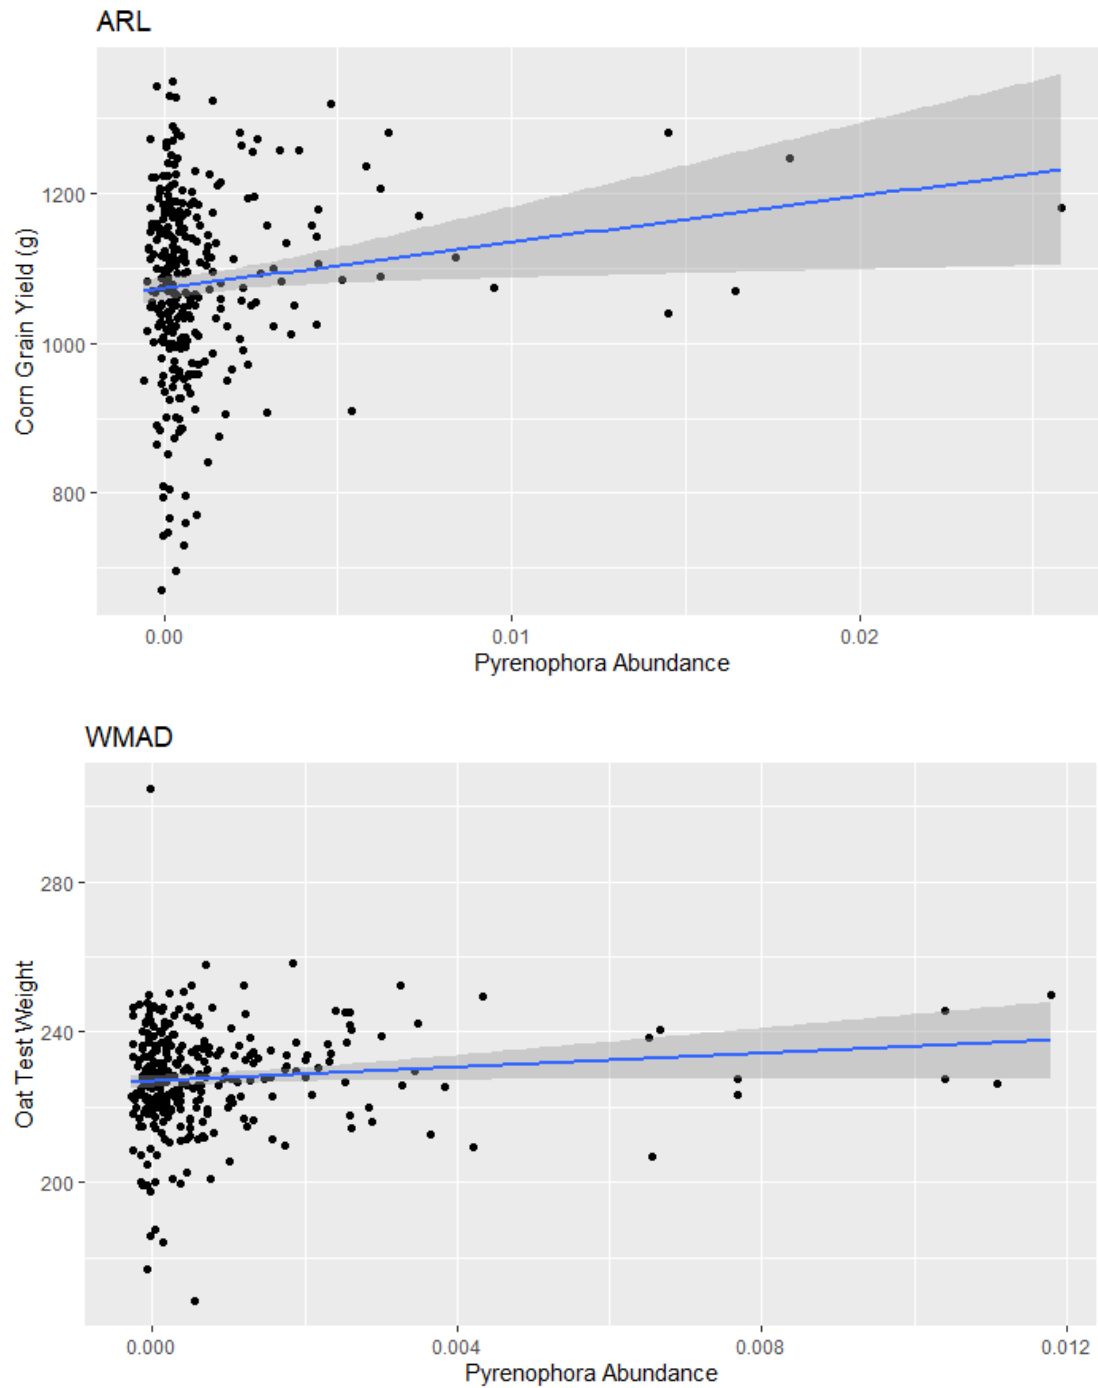 ARL
Corn Grain Yield (g)
1200
1000
800
0.00 0.01 0.02
Pyrenophora Abundance
WMAD
Oat Test Weight
280
240
200
0.000 0.004 0.008 0.012
Pyrenophora Abundance